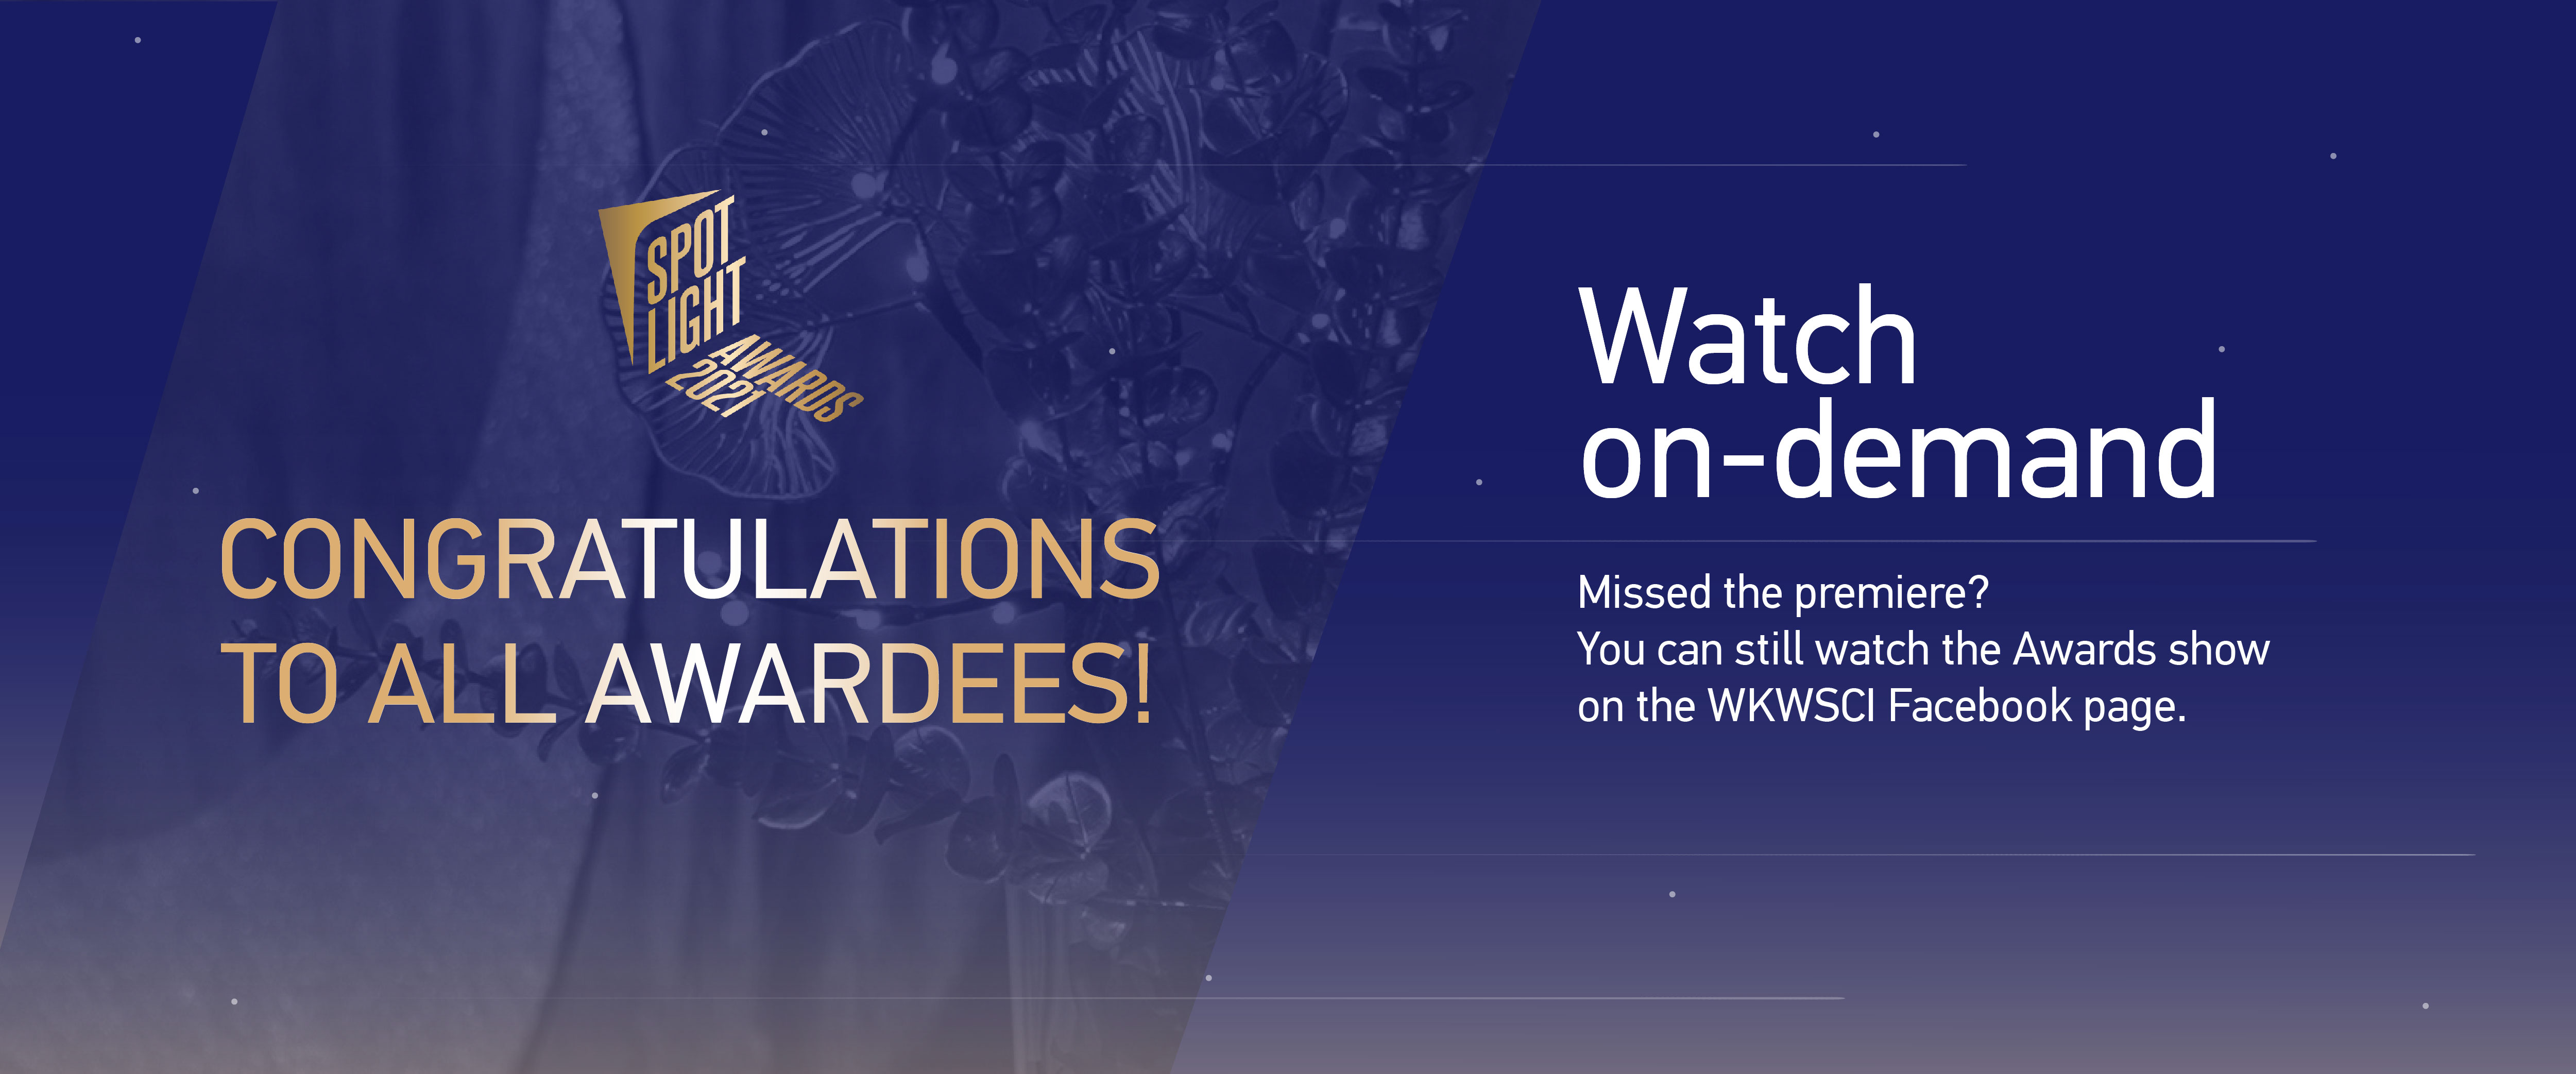 SPOT
LIGHT
AWARDS
2021
CONGRATULATIONS
TO ALL AWARDEES!
Watch
on-demand
Missed the premiere?
You can still watch the Awards show
on the WKWSCI Facebook page.